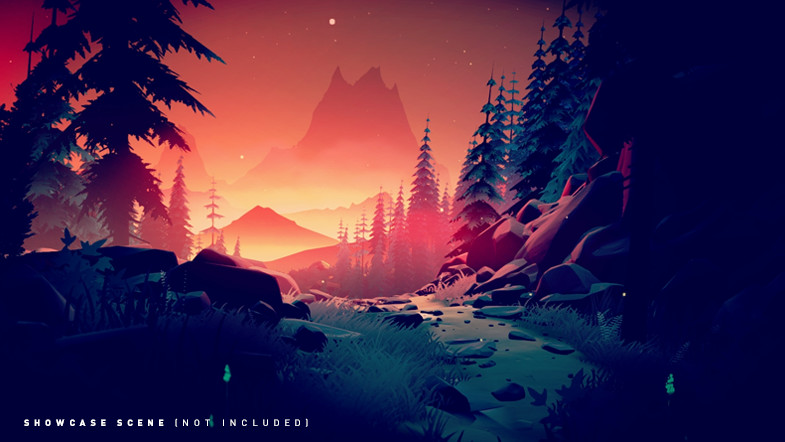 SHOWCASE SCENE (NOT INCLUDED)